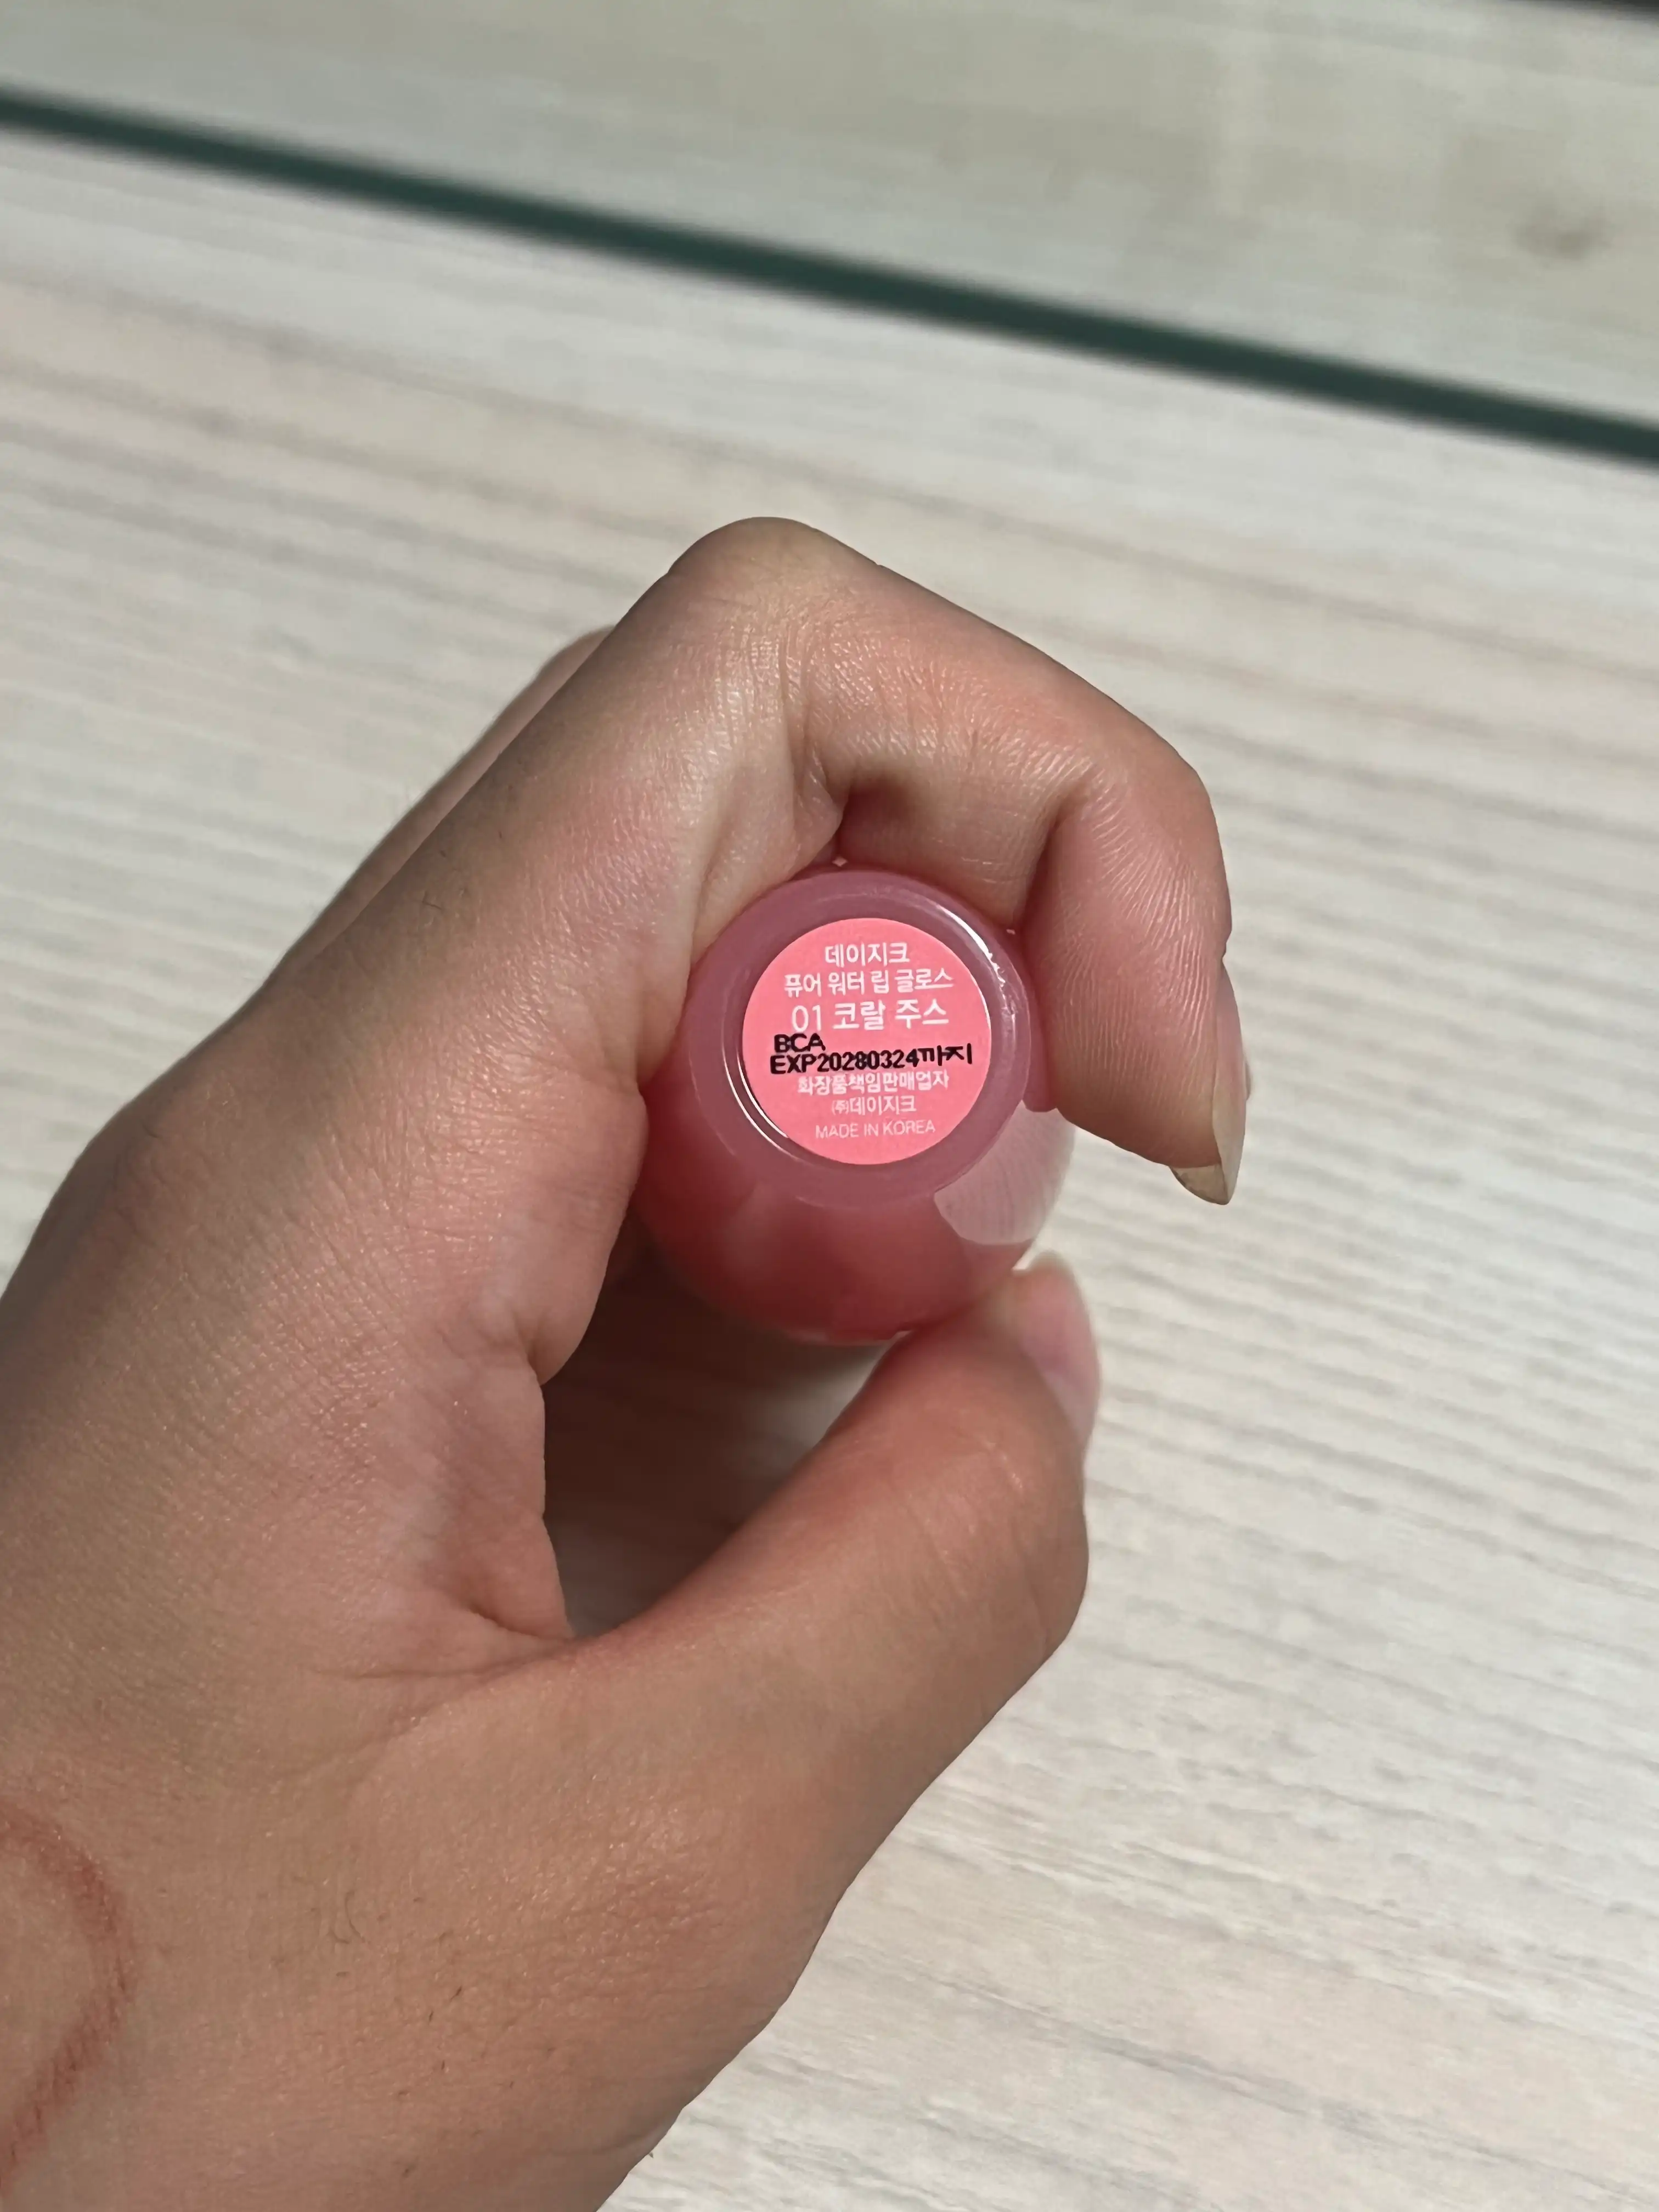 데이지크
퓨어 워터 립 글로스
01 코랄 주스
BCA
EXP20280324까지
화장품책임판매업자
㈜데이지크
MADE IN KOREA